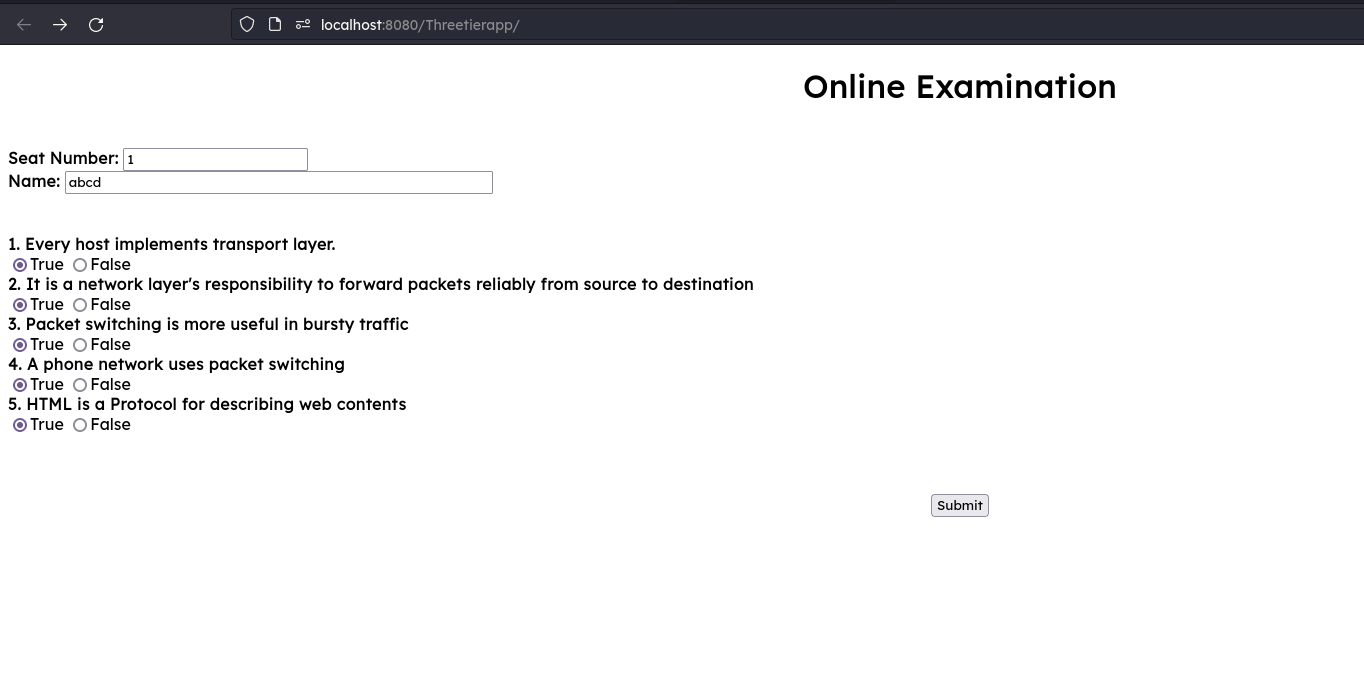 localhost:8080/Threetierapp/
Online Examination
Seat Number: 1
Name: abcd
1. Every host implements transport layer.
True False
2. It is a network layer's responsibility to forward packets reliably from source to destination
True False
3. Packet switching is more useful in bursty traffic
True False
4. A phone network uses packet switching
True False
5. HTML is a Protocol for describing web contents
True False
Submit